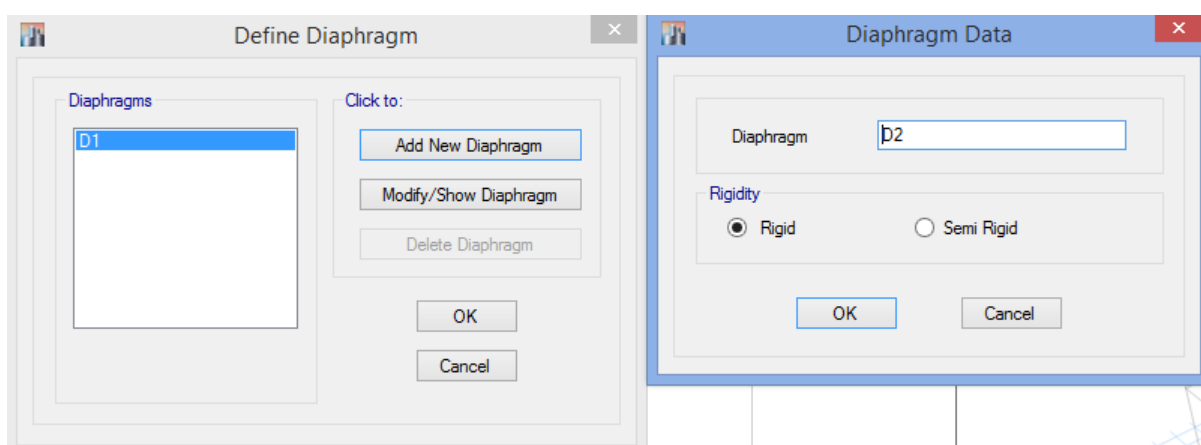 Define Diaphragm
Diaphragms
D1
Click to:
Add New Diaphragm
Modify/Show Diaphragm
Delete Diaphragm
OK
Cancel
Diaphragm Data
Diaphragm
D2
Rigidity
Rigid
Semi Rigid
OK
Cancel